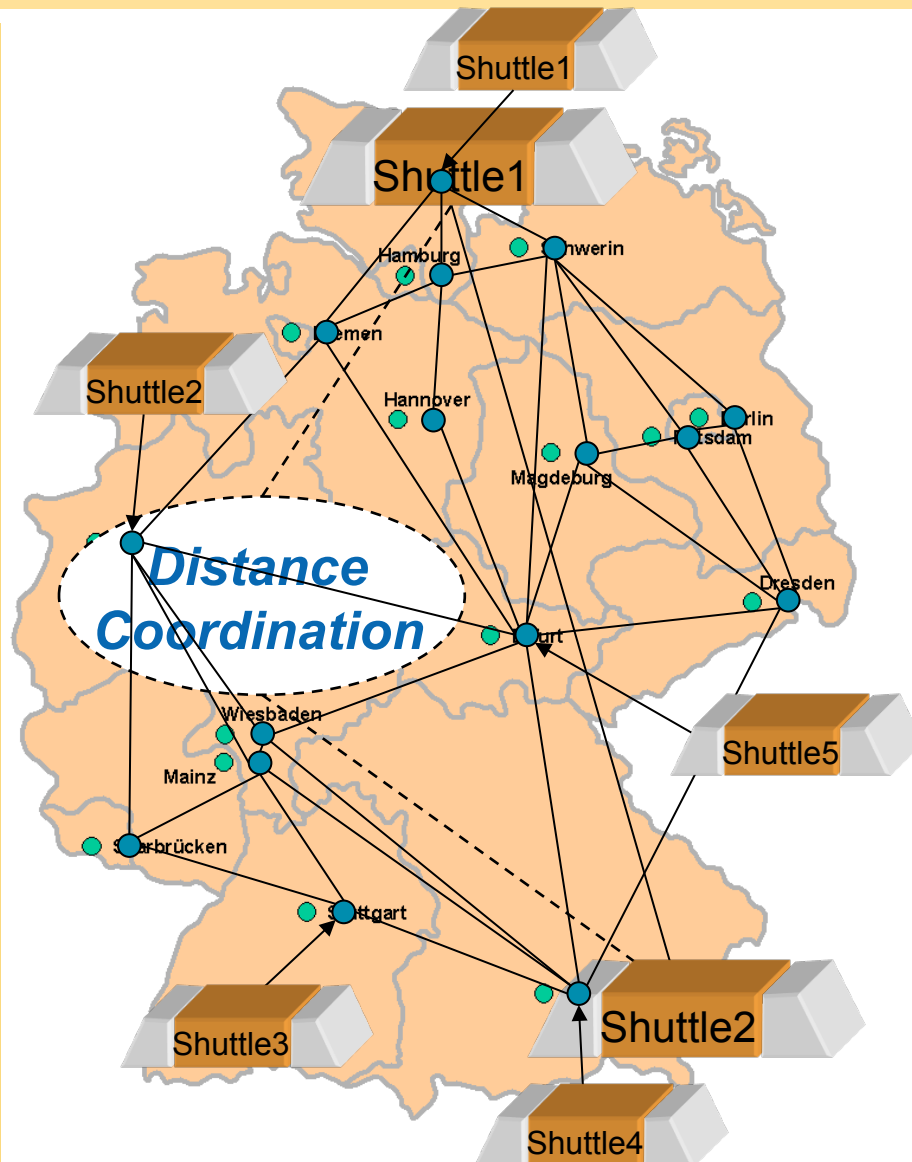 Shuttle1
Shuttle1
Schwerin
Hamburg
Bremen
Shuttle2
Hannover
Berlin
Potsdam
Magdeburg
Distance
Coordination
Dresden
Erfurt
Wiesbaden
Shuttle5
Mainz
Saarbrücken
Stuttgart
Shuttle2
Shuttle3
Shuttle4